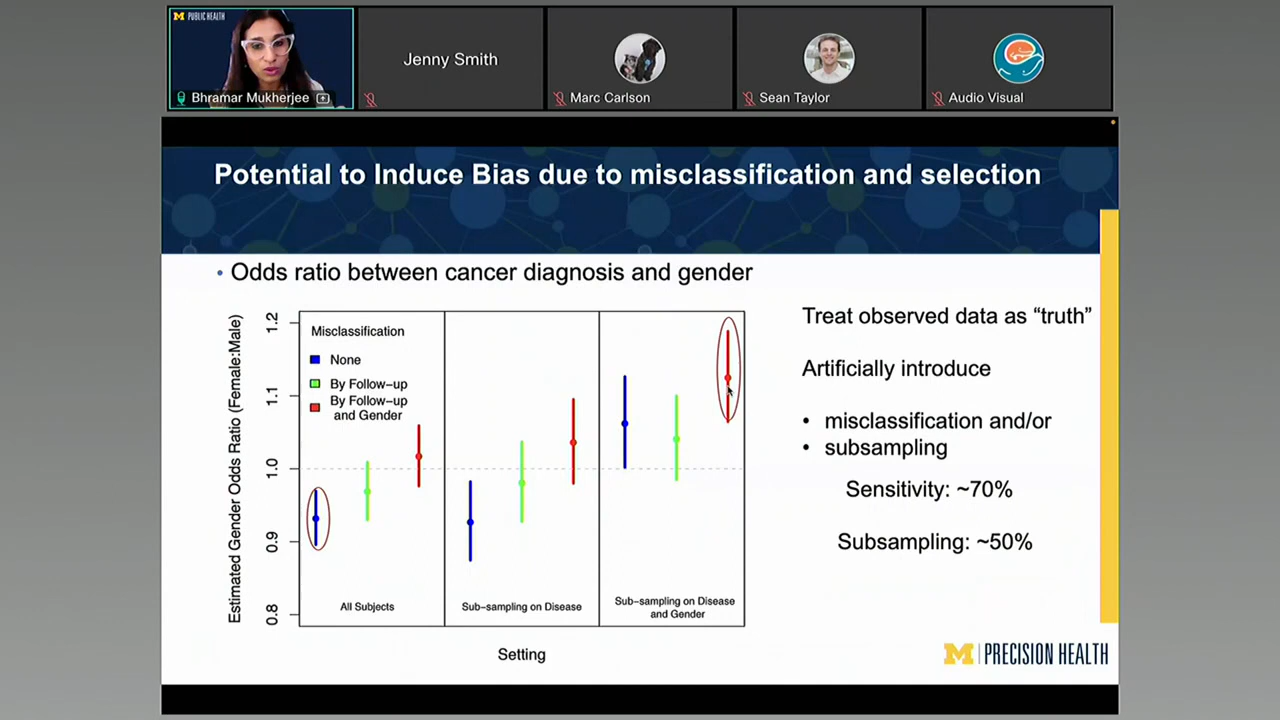 M PUBLIC HEALTH
Bhramar Mukherjee
Jenny Smith
Marc Carlson
Sean Taylor
Audio Visual
Potential to Induce Bias due to misclassification and selection
• Odds ratio between cancer diagnosis and gender
Estimated Gender Odds Ratio (Female:Male)
1.2
1.1
1.0
0.9
0.8
Misclassification
None
By Follow-up
By Follow-up
and Gender
All Subjects
Sub-sampling on Disease
Sub-sampling on Disease
and Gender
Setting
Treat observed data as “truth”
Artificially introduce
• misclassification and/or
• subsampling
Sensitivity: ~70%
Subsampling: ~50%
M | PRECISION HEALTH